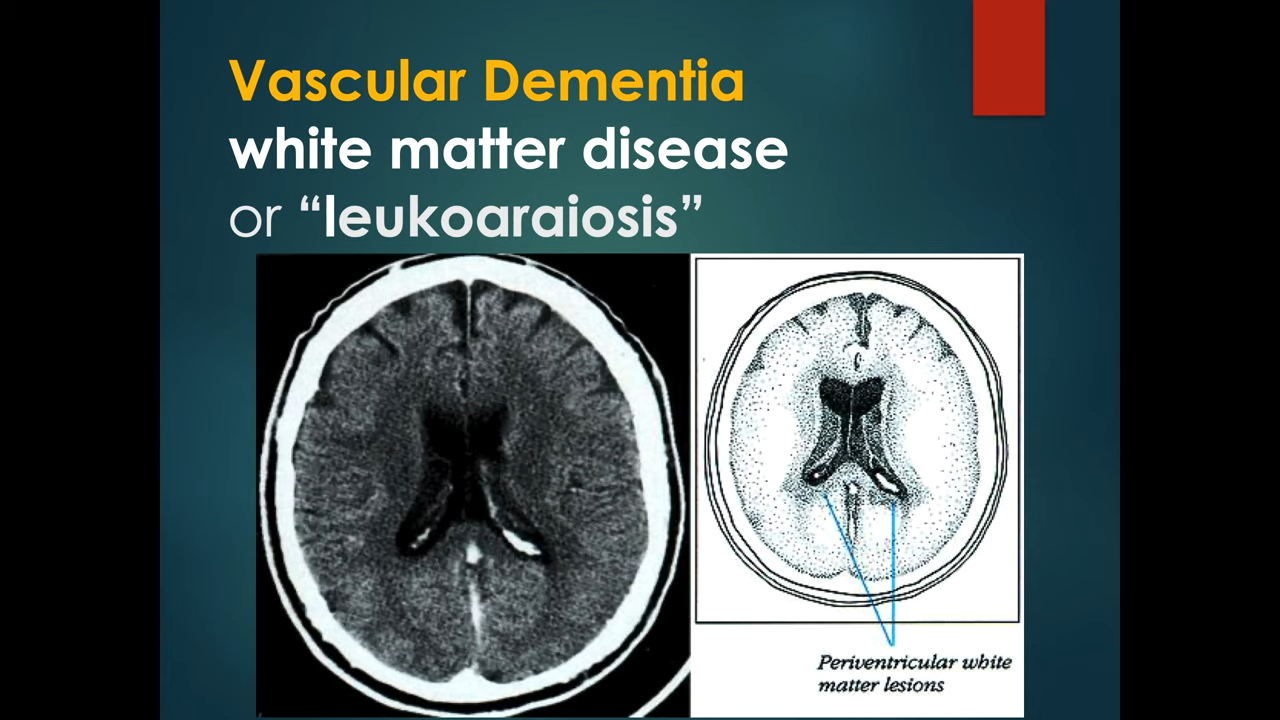 Vascular Dementia
white matter disease
or “leukoaraiosis”
Periventricular white
matter lesions